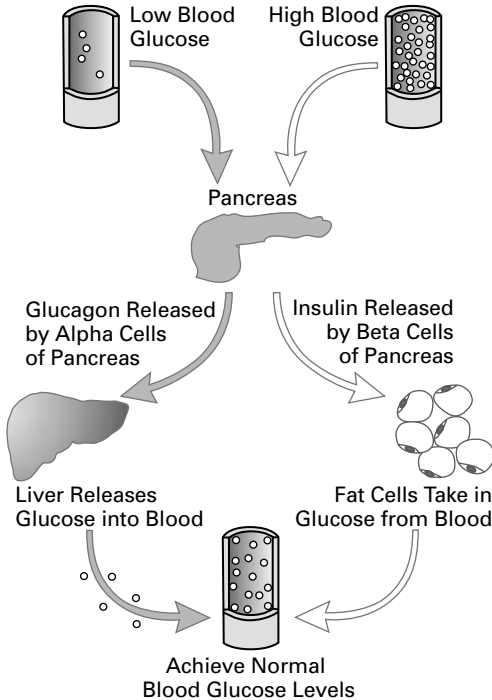 Low Blood
Glucose
High Blood
Glucose
Pancreas
Glucagon Released
by Alpha Cells
of Pancreas
Insulin Released
by Beta Cells
of Pancreas
Liver Releases
Glucose into Blood
Fat Cells Take in
Glucose from Blood
Achieve Normal
Blood Glucose Levels